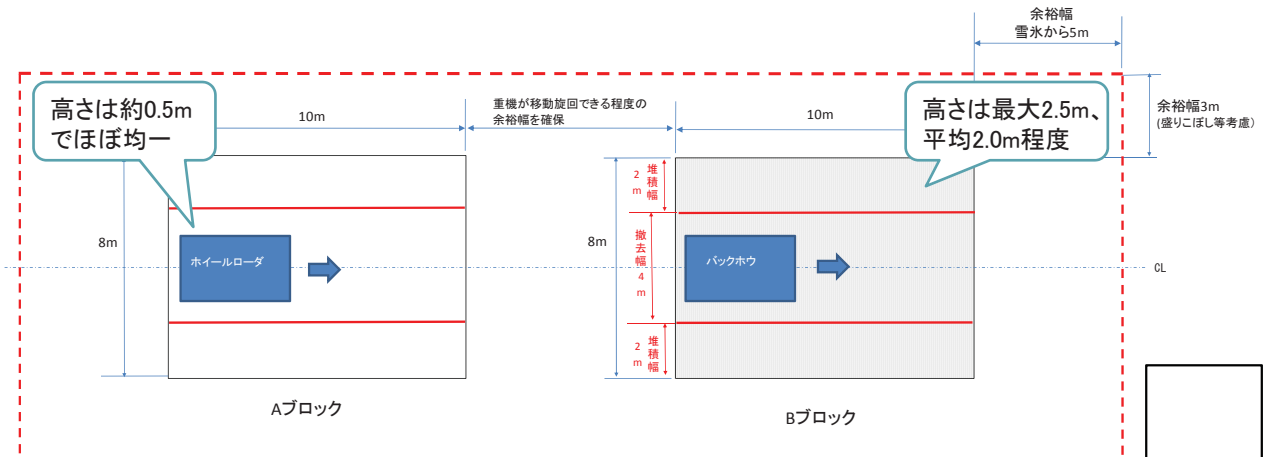 余裕幅
雪氷から5m
高さは約0.5m
でほぼ均一
10m
重機が移動旋回できる程度の
余裕幅を確保
10m
高さは最大2.5m、
平均2.0m程度
余裕幅3m
(盛りこぼし等考慮)
堆積幅
2m
8m
ホイールローダ
8m
撤去幅4m
バックホウ
CL
堆積幅
2m
Aブロック
Bブロック